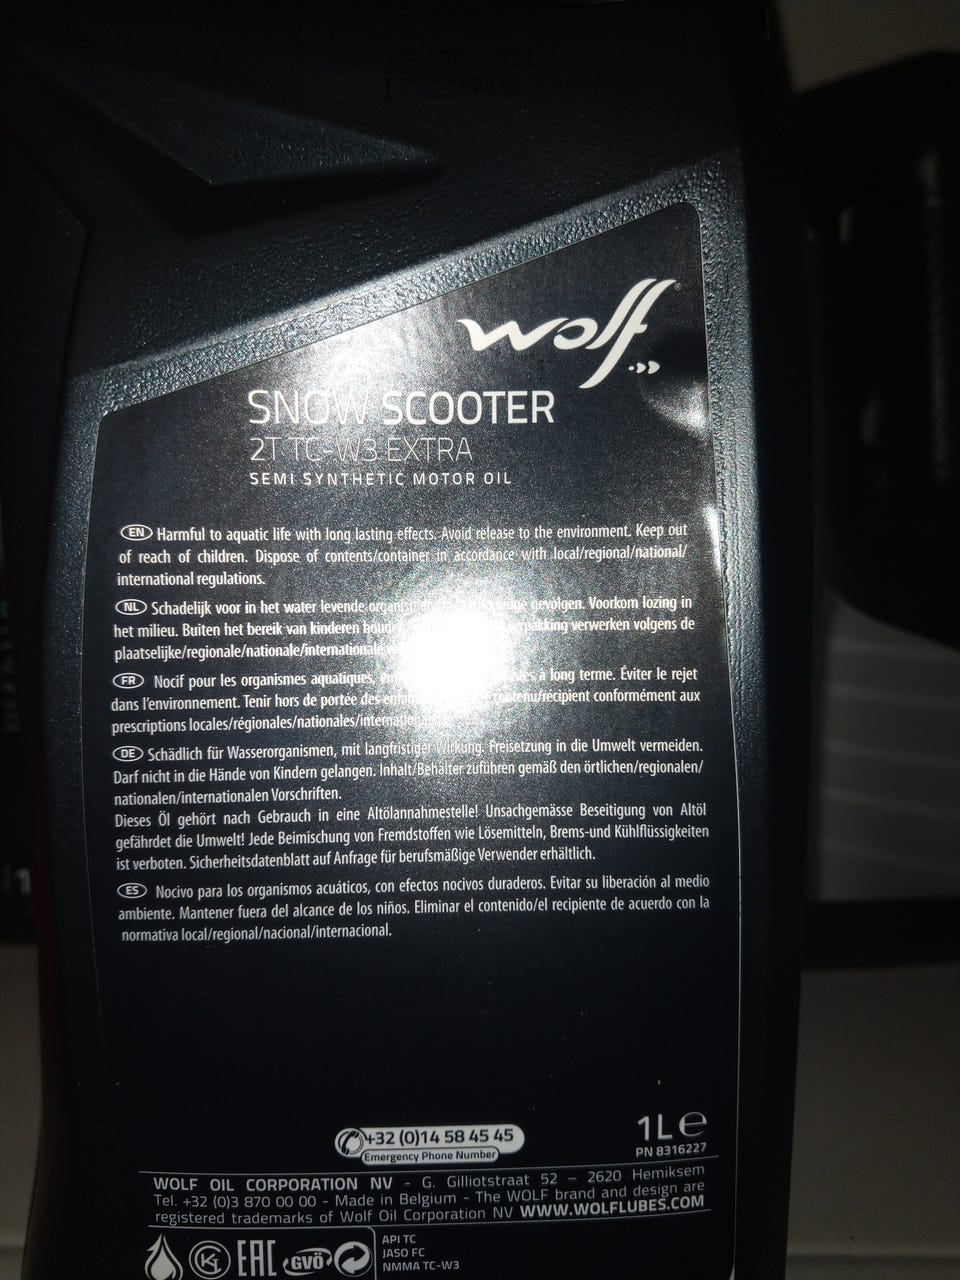 wolf
SNOW SCOOTER
2T TC-W3 EXTRA
SEMI SYNTHETIC MOTOR OIL
EN Harmful to aquatic life with long lasting effects. Avoid release to the environment. Keep out
of reach of children. Dispose of contents/container in accordance with local/regional/national/
international regulations.
NL Schadelijk voor in het water levende gevolgen. Voorkom lozing in
het milieu. Buiten het bereik van kinderen verpakking verwerken volgens de
plaatselijke/regionale/nationale/internationale
FR Nocif pour les organismes aquatiques, à long terme. Éviter le rejet
dans l'environnement. Tenir hors de portée des contenu/récipient conformément aux
prescriptions locales/régionales/nationales/
DE Schädlich für Wasserorganismen, mit langfristiger Wirkung. Freisetzung in die Umwelt vermeiden.
Darf nicht in die Hände von Kindern gelangen. Inhalt/Behälter zuführen gemäß den örtlichen/regionalen/
nationalen/internationalen Vorschriften.
Dieses Öl gehört nach Gebrauch in eine Altölannahmestelle! Unsachgemässe Beseitigung von Altöl
gefährdet die Umwelt! Jede Beimischung von Fremdstoffen wie Lösemitteln, Brems-und Kühlflüssigkeiten
ist verboten. Sicherheitsdatenblatt auf Anfrage für berufsmäßige Verwender erhältlich.
ES Nocivo para los organismos acuáticos, con efectos nocivos duraderos. Evitar su liberación al medio
ambiente. Mantener fuera del alcance de los niños. Eliminar el contenido/el recipiente de acuerdo con la
normativa local/regional/nacional/internacional.
+32 (0)14 58 45 45
Emergency Phone Number
1L e
PN 8316227
WOLF OIL CORPORATION NV - G. Gilliotstraat 52 – 2620 Hemiksem
Tel. +32 (0)3 870 00 00 - Made in Belgium - The WOLF brand and design are
registered trademarks of Wolf Oil Corporation NV WWW.WOLFLUBES.COM
EAC GVÖ
API TC
JASO FC
NMMA TC-W3